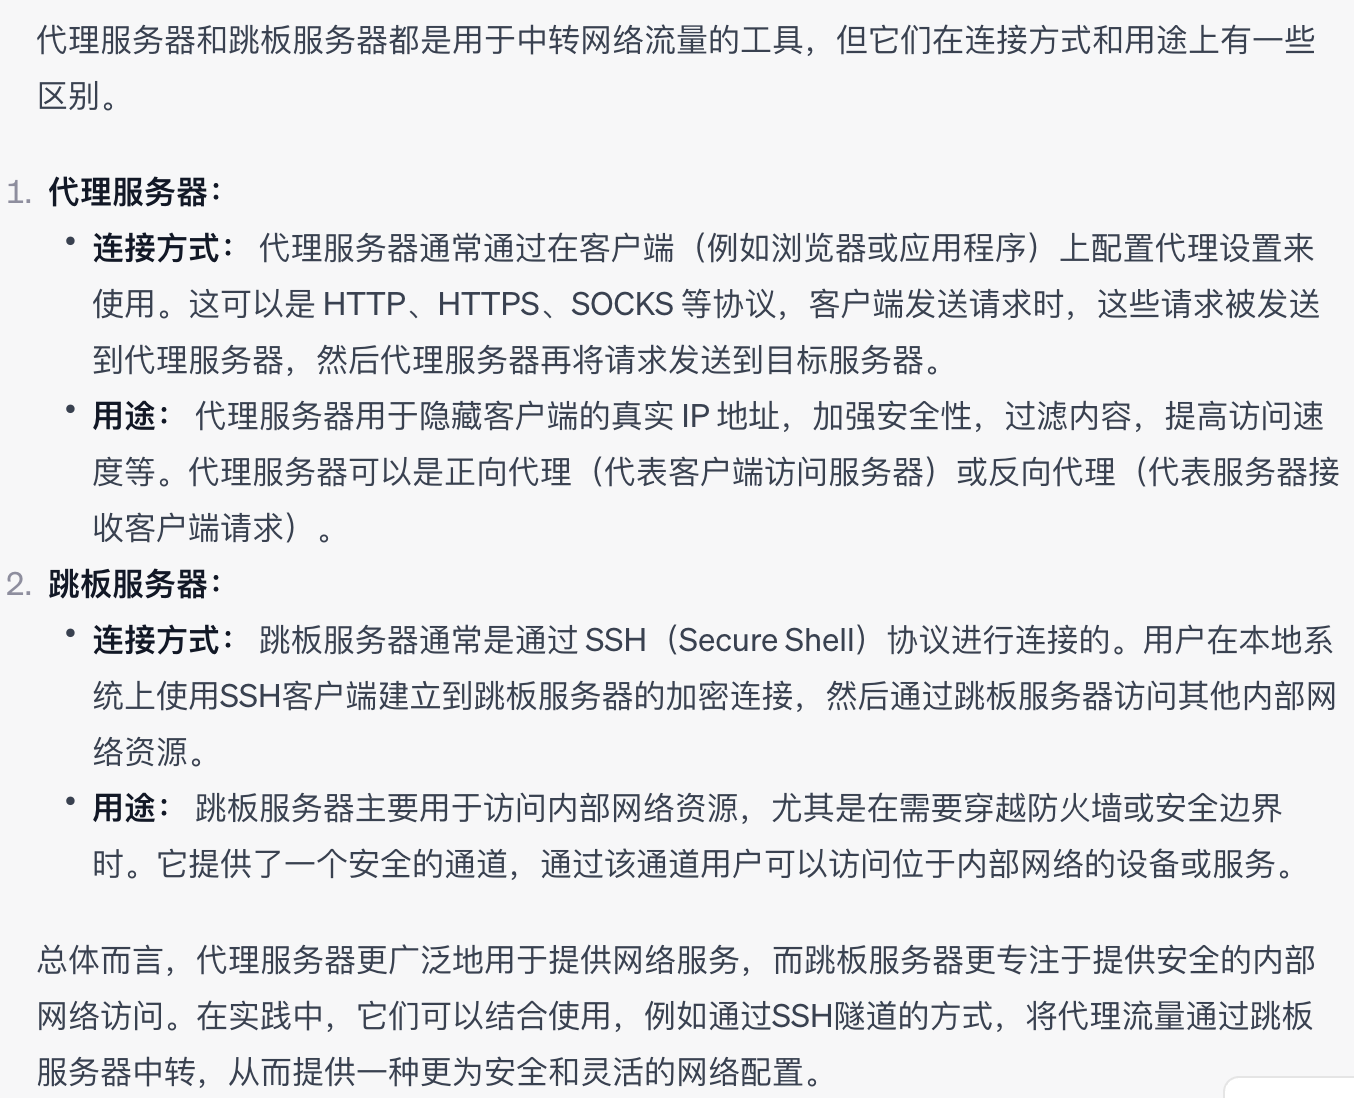 代理服务器和跳板服务器都是用于中转网络流量的工具，但它们在连接方式和用途上有一些
区别。
1. 代理服务器：
• 连接方式： 代理服务器通常通过在客户端（例如浏览器或应用程序）上配置代理设置来
使用。这可以是 HTTP、HTTPS、SOCKS 等协议，客户端发送请求时，这些请求被发送
到代理服务器，然后代理服务器再将请求发送到目标服务器。
• 用途： 代理服务器用于隐藏客户端的真实 IP 地址，加强安全性，过滤内容，提高访问速
度等。代理服务器可以是正向代理（代表客户端访问服务器）或反向代理（代表服务器接
收客户端请求）。
2. 跳板服务器：
• 连接方式： 跳板服务器通常是通过 SSH（Secure Shell）协议进行连接的。用户在本地系
统上使用SSH客户端建立到跳板服务器的加密连接，然后通过跳板服务器访问其他内部网
络资源。
• 用途： 跳板服务器主要用于访问内部网络资源，尤其是在需要穿越防火墙或安全边界
时。它提供了一个安全的通道，通过该通道用户可以访问位于内部网络的设备或服务。
总体而言，代理服务器更广泛地用于提供网络服务，而跳板服务器更专注于提供安全的内部
网络访问。在实践中，它们可以结合使用，例如通过SSH隧道的方式，将代理流量通过跳板
服务器中转，从而提供一种更为安全和灵活的网络配置。